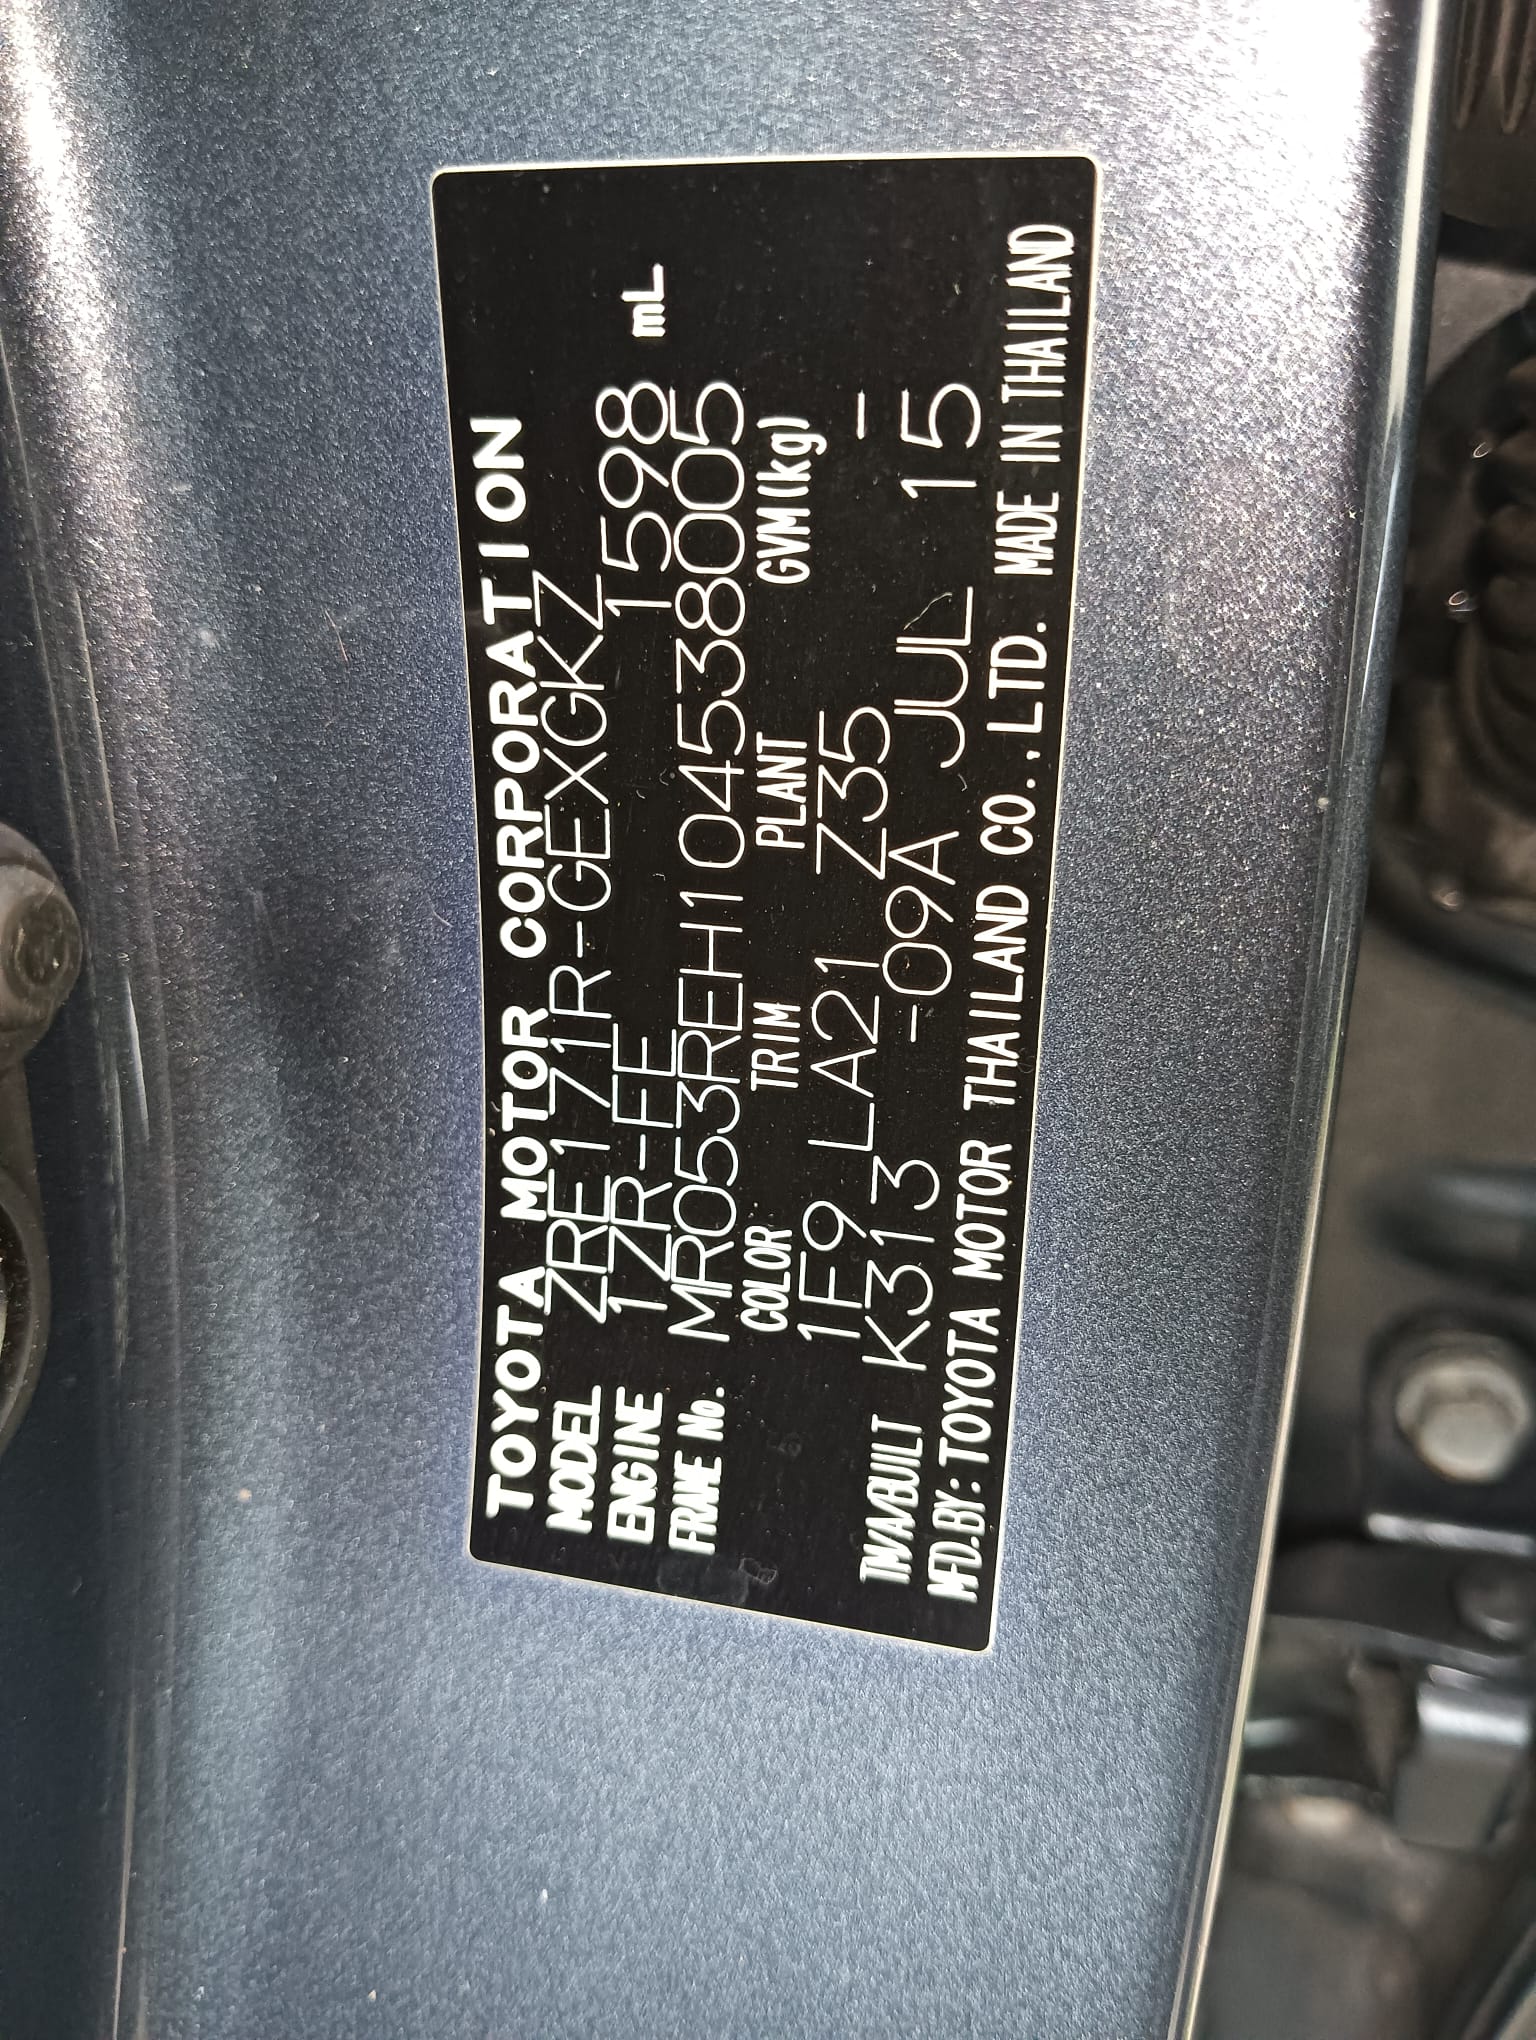 TOYOTA MOTOR CORPORATION
MODEL ZRE171R-GEXGKZ
ENGINE 1ZR-FE 1598 mL
FRAME No. MR053REH104538005
COLOR TRIM PLANT GVM(kg)
1F9 LA21 Z35 –
TM/A/BUILT K313 -09A JUL 15
MFD.BY: TOYOTA MOTOR THAILAND CO.,LTD. MADE IN THAILAND